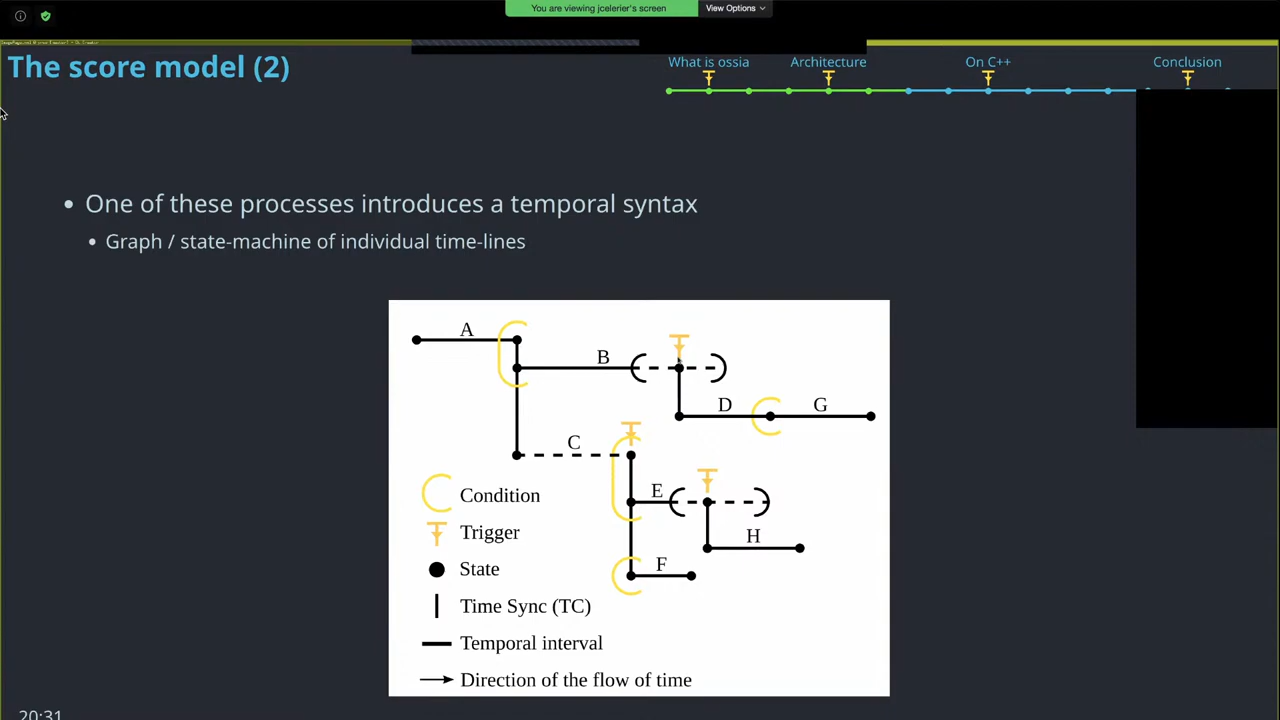 You are viewing jcelerier's screen
View Options
The score model (2)
What is ossia
Architecture
On C++
Conclusion
One of these processes introduces a temporal syntax
Graph / state-machine of individual time-lines
A
B
D
G
C
E
H
F
Condition
Trigger
State
Time Sync (TC)
Temporal interval
Direction of the flow of time
20:31